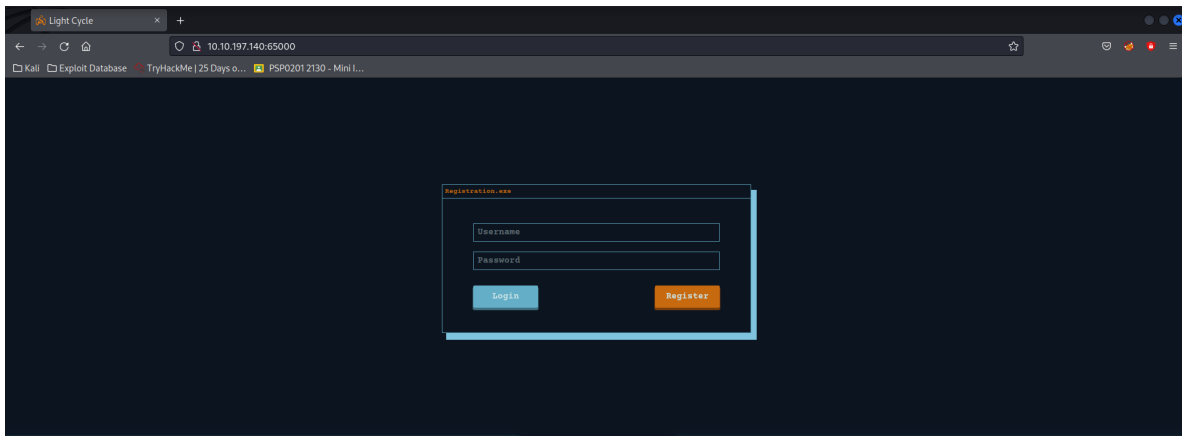 Light Cycle
10.10.197.140:65000
Kali Exploit Database TryHackMe | 25 Days o... PSP0201 2130 - Mini I...
Registration.exe
Username
Password
Login Register